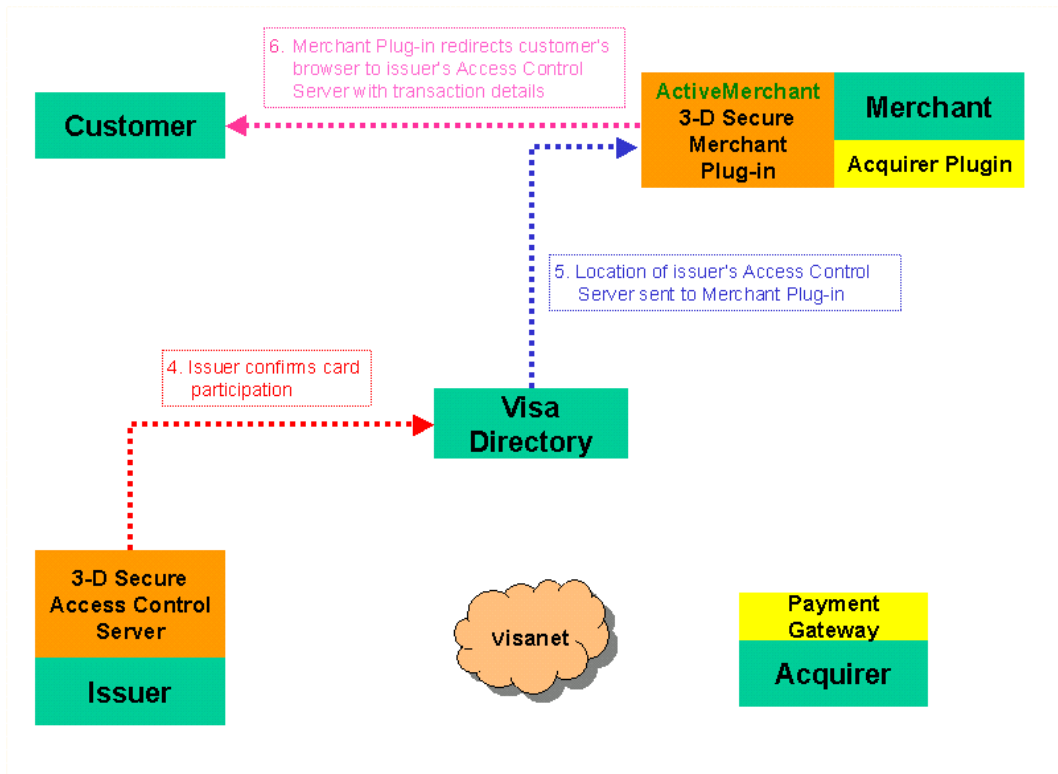 6. Merchant Plug-in redirects customer's
browser to issuer's Access Control
Server with transaction details
Customer
ActiveMerchant
3-D Secure
Merchant
Plug-in
Merchant
Acquirer Plugin
5. Location of issuer's Access Control
Server sent to Merchant Plug-in
4. Issuer confirms card
participation
Visa
Directory
3-D Secure
Access Control
Server
Issuer
visanet
Payment
Gateway
Acquirer